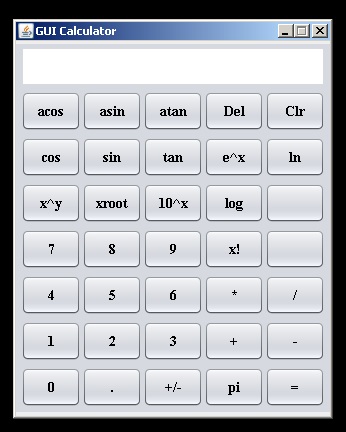 GUI Calculator
acos asin atan Del Clr
cos sin tan e^x ln
x^y xroot 10^x log
7 8 9 x!
4 5 6 * /
1 2 3 + -
0 . +/- pi =